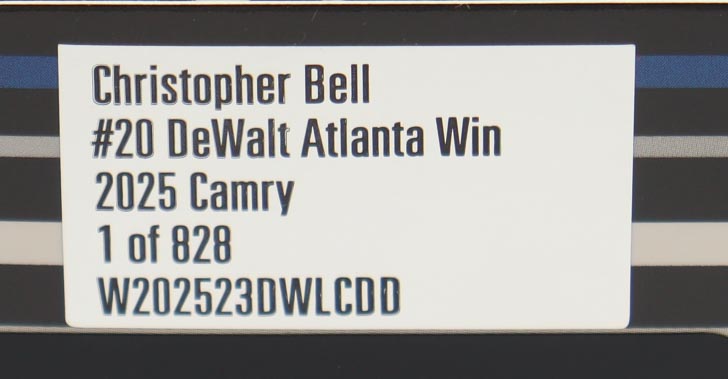 Christopher Bell
#20 DeWalt Atlanta Win
2025 Camry
1 of 828
W202523DWLCDD